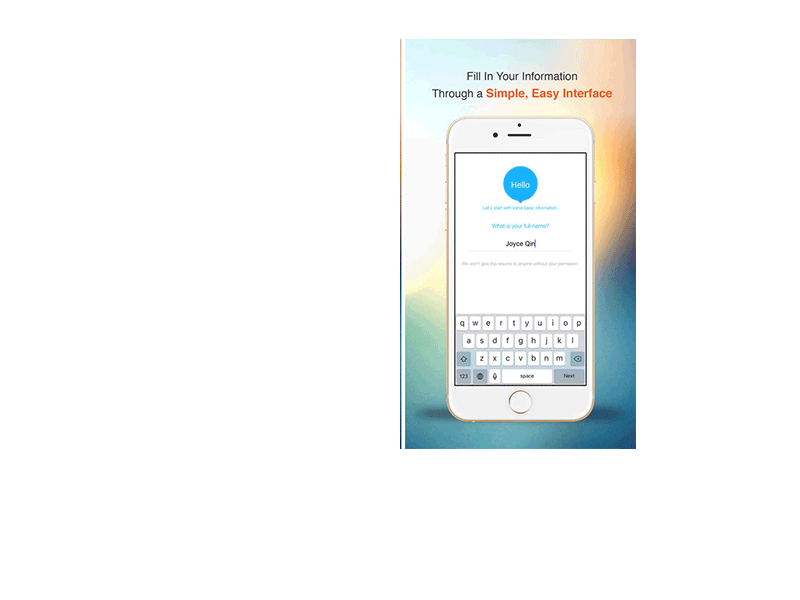 Fill In Your Information
Through a Simple, Easy Interface
Hello
Let's start with some basic information.
What is your full name?
Joyce Qin
We won't give this resume to anyone without your permission.
q w e r t y u i o p
a s d f g h j k l
z x c v b n m
123 space Next